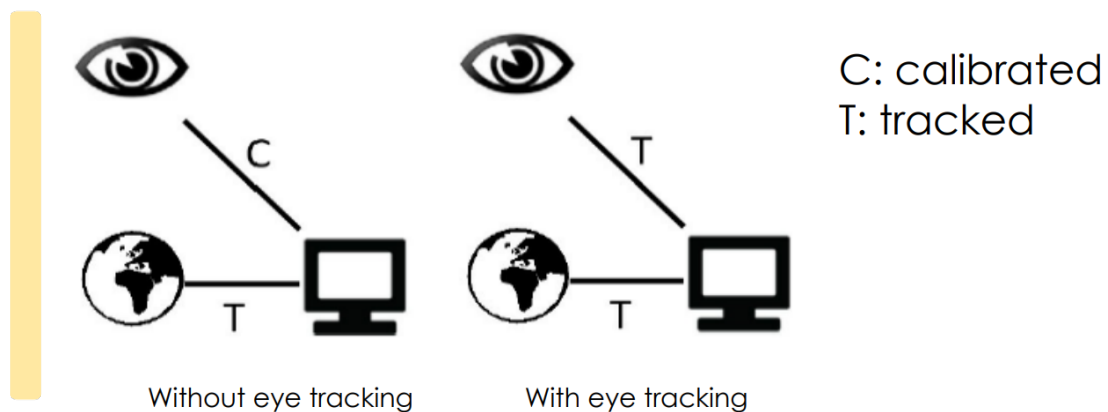 C: calibrated
T: tracked
C
T
T
T
Without eye tracking
With eye tracking